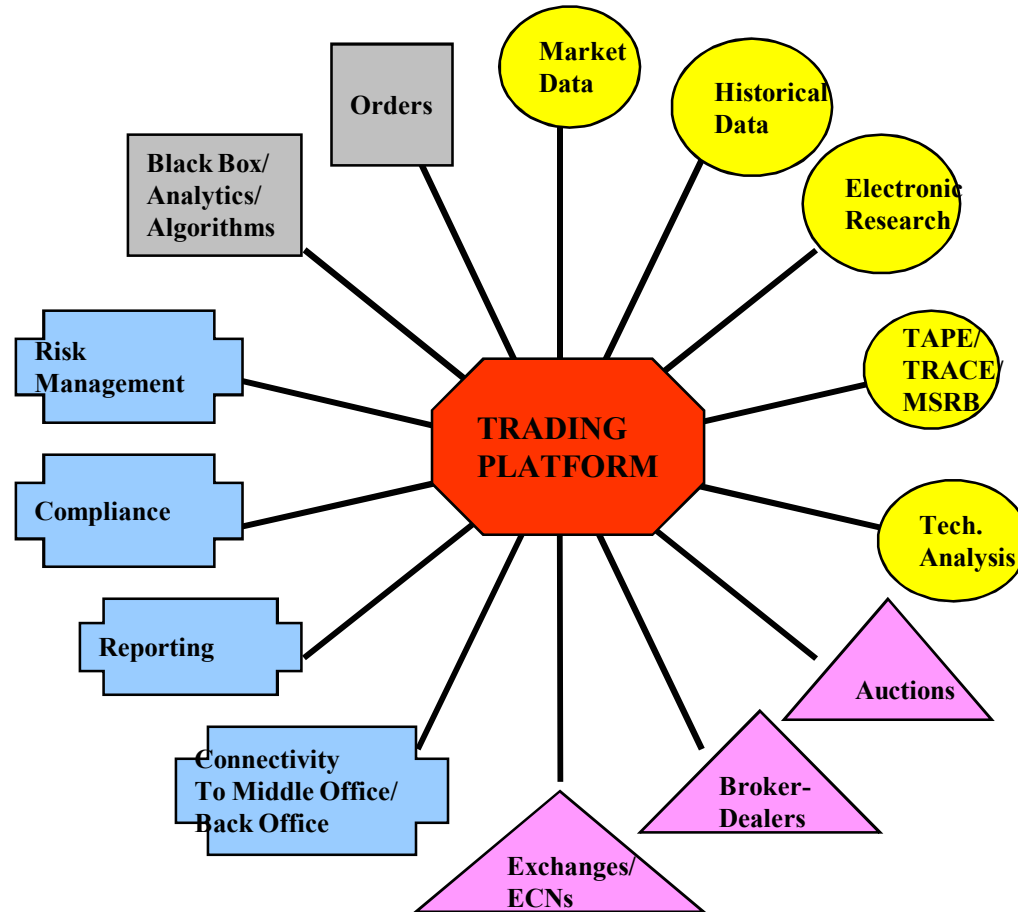 Market
Data
Historical
Data
Orders
Electronic
Research
Black Box/
Analytics/
Algorithms
TAPE/
TRACE/
MSRB
Risk
Management
TRADING
PLATFORM
Compliance
Tech.
Analysis
Reporting
Auctions
Connectivity
To Middle Office/
Back Office
Broker-
Dealers
Exchanges/
ECNs